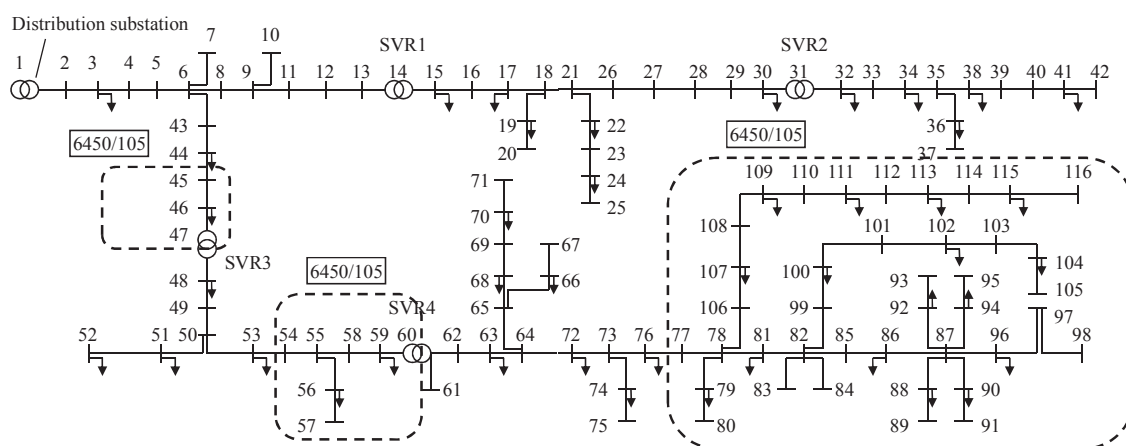 Distribution substation
7 10
SVR1 SVR2
1 2 3 4 5 6 8 9 11 12 13 14 15 16 17 18 21 26 27 28 29 30 31 32 33 34 35 38 39 40 41 42
43 19 22 36
6450/105 6450/105
44 20 23 37
45 71 24 109 110 111 112 113 114 115 116
46 70 25
47 69 67 108 101 102 103
SVR3 6450/105 68 66 107 100 93 95 104
48 SVR4 105
49 65 106 99 92 94 97
52 51 50 53 54 55 58 59 60 62 63 64 72 73 76 77 78 81 82 85 86 87 96 98
56 61 74 79 83 84 88 90
57 75 80 89 91